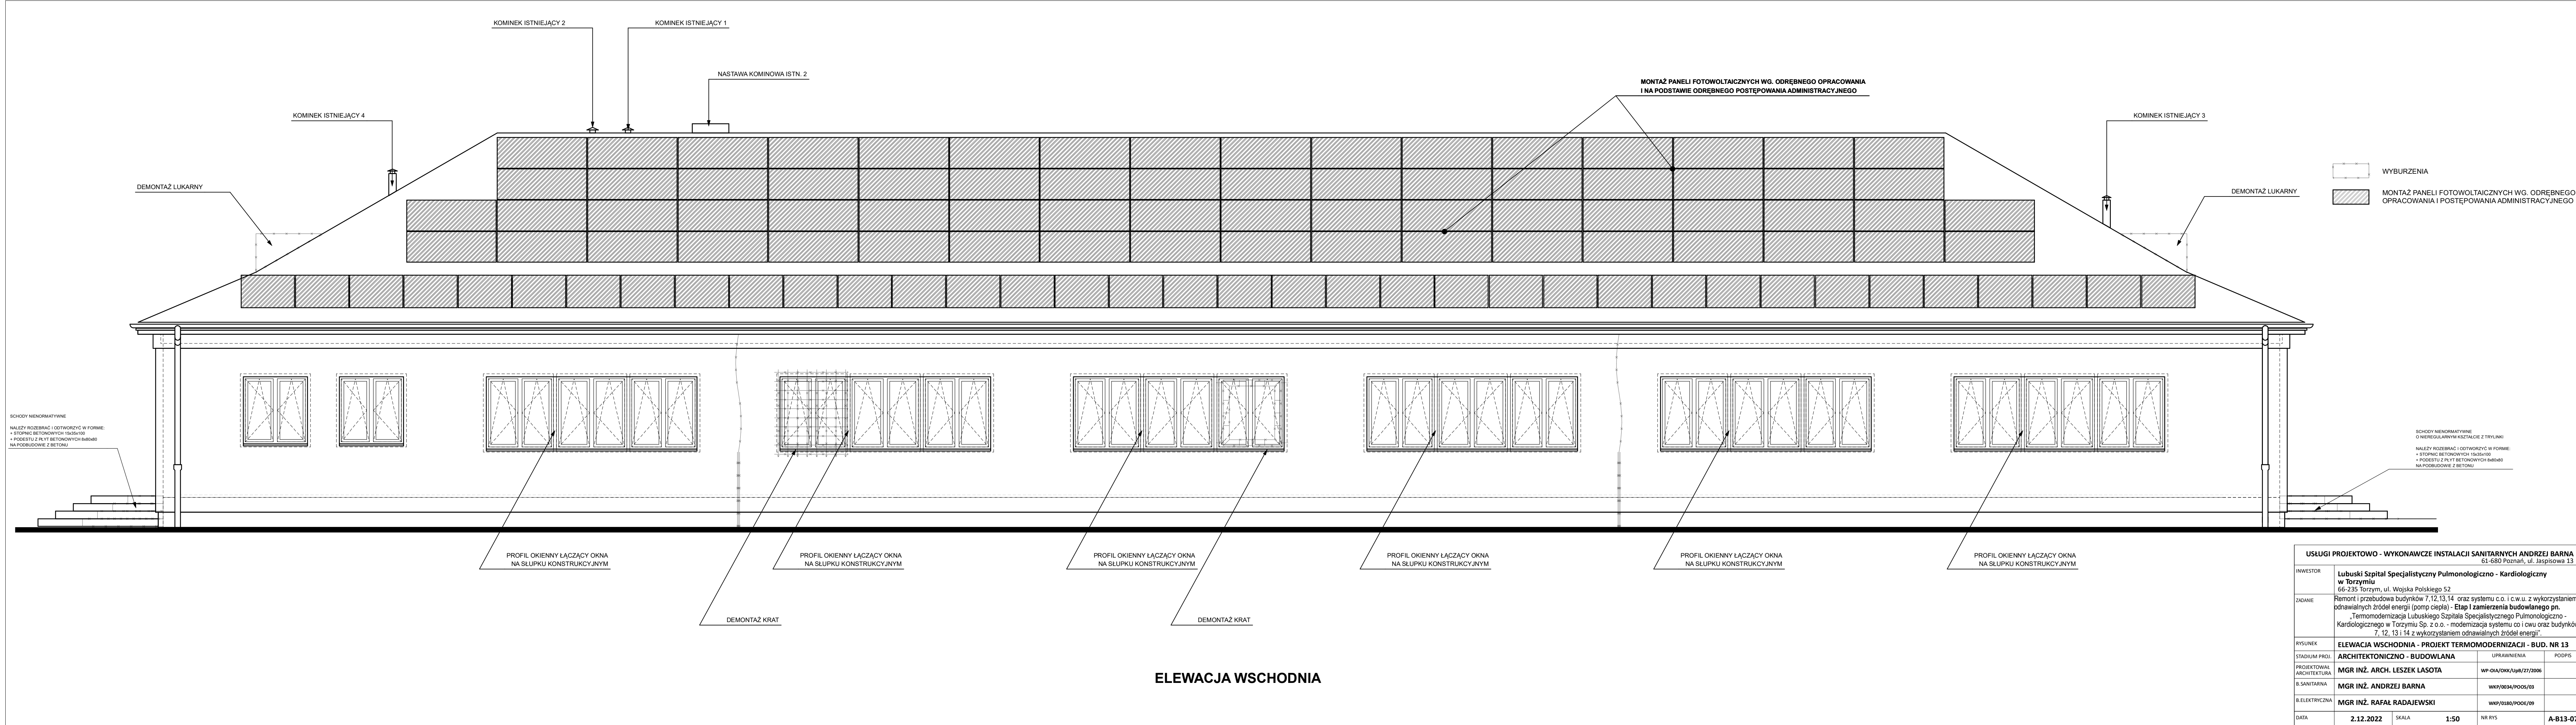 KOMINEK ISTNIEJĄCY 2
KOMINEK ISTNIEJĄCY 1
NASTAWA KOMINOWA ISTN. 2
MONTAŻ PANELI FOTOWOLTAICZNYCH WG. ODRĘBNEGO OPRACOWANIA
I NA PODSTAWIE ODRĘBNEGO POSTĘPOWANIA ADMINISTRACYJNEGO
KOMINEK ISTNIEJĄCY 4
KOMINEK ISTNIEJĄCY 3
DEMONTAŻ LUKARNY
DEMONTAŻ LUKARNY
WYBURZENIA
MONTAŻ PANELI FOTOWOLTAICZNYCH WG. ODRĘBNEGO
OPRACOWANIA I POSTĘPOWANIA ADMINISTRACYJNEGO
SCHODY NIENORMATYWNE
NALEŻY ROZEBRAĆ I ODTWORZYĆ W FORMIE:
+ STOPNIC BETONOWYCH 15x35x100
+ PODESTU Z PŁYT BETONOWYCH 8x80x80
NA PODBUDOWIE Z BETONU
SCHODY NIENORMATYWNE
O NIEREGULARNYM KSZTAŁCIE Z TRYLINKI
NALEŻY ROZEBRAĆ I ODTWORZYĆ W FORMIE:
+ STOPNIC BETONOWYCH 15x35x100
+ PODESTU Z PŁYT BETONOWYCH 8x80x80
NA PODBUDOWIE Z BETONU
PROFIL OKIENNY ŁĄCZĄCY OKNA
NA SŁUPKU KONSTRUKCYJNYM
PROFIL OKIENNY ŁĄCZĄCY OKNA
NA SŁUPKU KONSTRUKCYJNYM
PROFIL OKIENNY ŁĄCZĄCY OKNA
NA SŁUPKU KONSTRUKCYJNYM
PROFIL OKIENNY ŁĄCZĄCY OKNA
NA SŁUPKU KONSTRUKCYJNYM
PROFIL OKIENNY ŁĄCZĄCY OKNA
NA SŁUPKU KONSTRUKCYJNYM
PROFIL OKIENNY ŁĄCZĄCY OKNA
NA SŁUPKU KONSTRUKCYJNYM
DEMONTAŻ KRAT
DEMONTAŻ KRAT
ELEWACJA WSCHODNIA
USŁUGI PROJEKTOWO - WYKONAWCZE INSTALACJI SANITARNYCH ANDRZEJ BARNA
61-680 Poznań, ul. Jaspisowa 13
INWESTOR
Lubuski Szpital Specjalistyczny Pulmonologiczno - Kardiologiczny
w Torzymiu
66-235 Torzym, ul. Wojska Polskiego 52
ZADANIE
Remont i przebudowa budynków 7,12,13,14 oraz systemu c.o. i c.w.u. z wykorzystaniem
odnawialnych źródeł energii (pomp ciepła) - Etap I zamierzenia budowlanego pn.
„Termomodernizacja Lubuskiego Szpitala Specjalistycznego Pulmonologiczno -
Kardiologicznego w Torzymiu Sp. z o.o. - modernizacja systemu co i cwu oraz budynków
7, 12, 13 i 14 z wykorzystaniem odnawialnych źródeł energii”.
RYSUNEK ELEWACJA WSCHODNIA - PROJEKT TERMOMODERNIZACJI - BUD. NR 13
STADIUM PROJ. ARCHITEKTONICZNO - BUDOWLANA UPRAWNIENIA PODPIS
PROJEKTOWAŁ
ARCHITEKTURA MGR INŻ. ARCH. LESZEK LASOTA WP-OIA/OKK/UpB/27/2006
B.SANITARNA MGR INŻ. ANDRZEJ BARNA WKP/0034/POOS/03
B.ELEKTRYCZNA MGR INŻ. RAFAŁ RADAJEWSKI WKP/0180/POOE/09
DATA 2.12.2022 SKALA 1:50 NR RYS